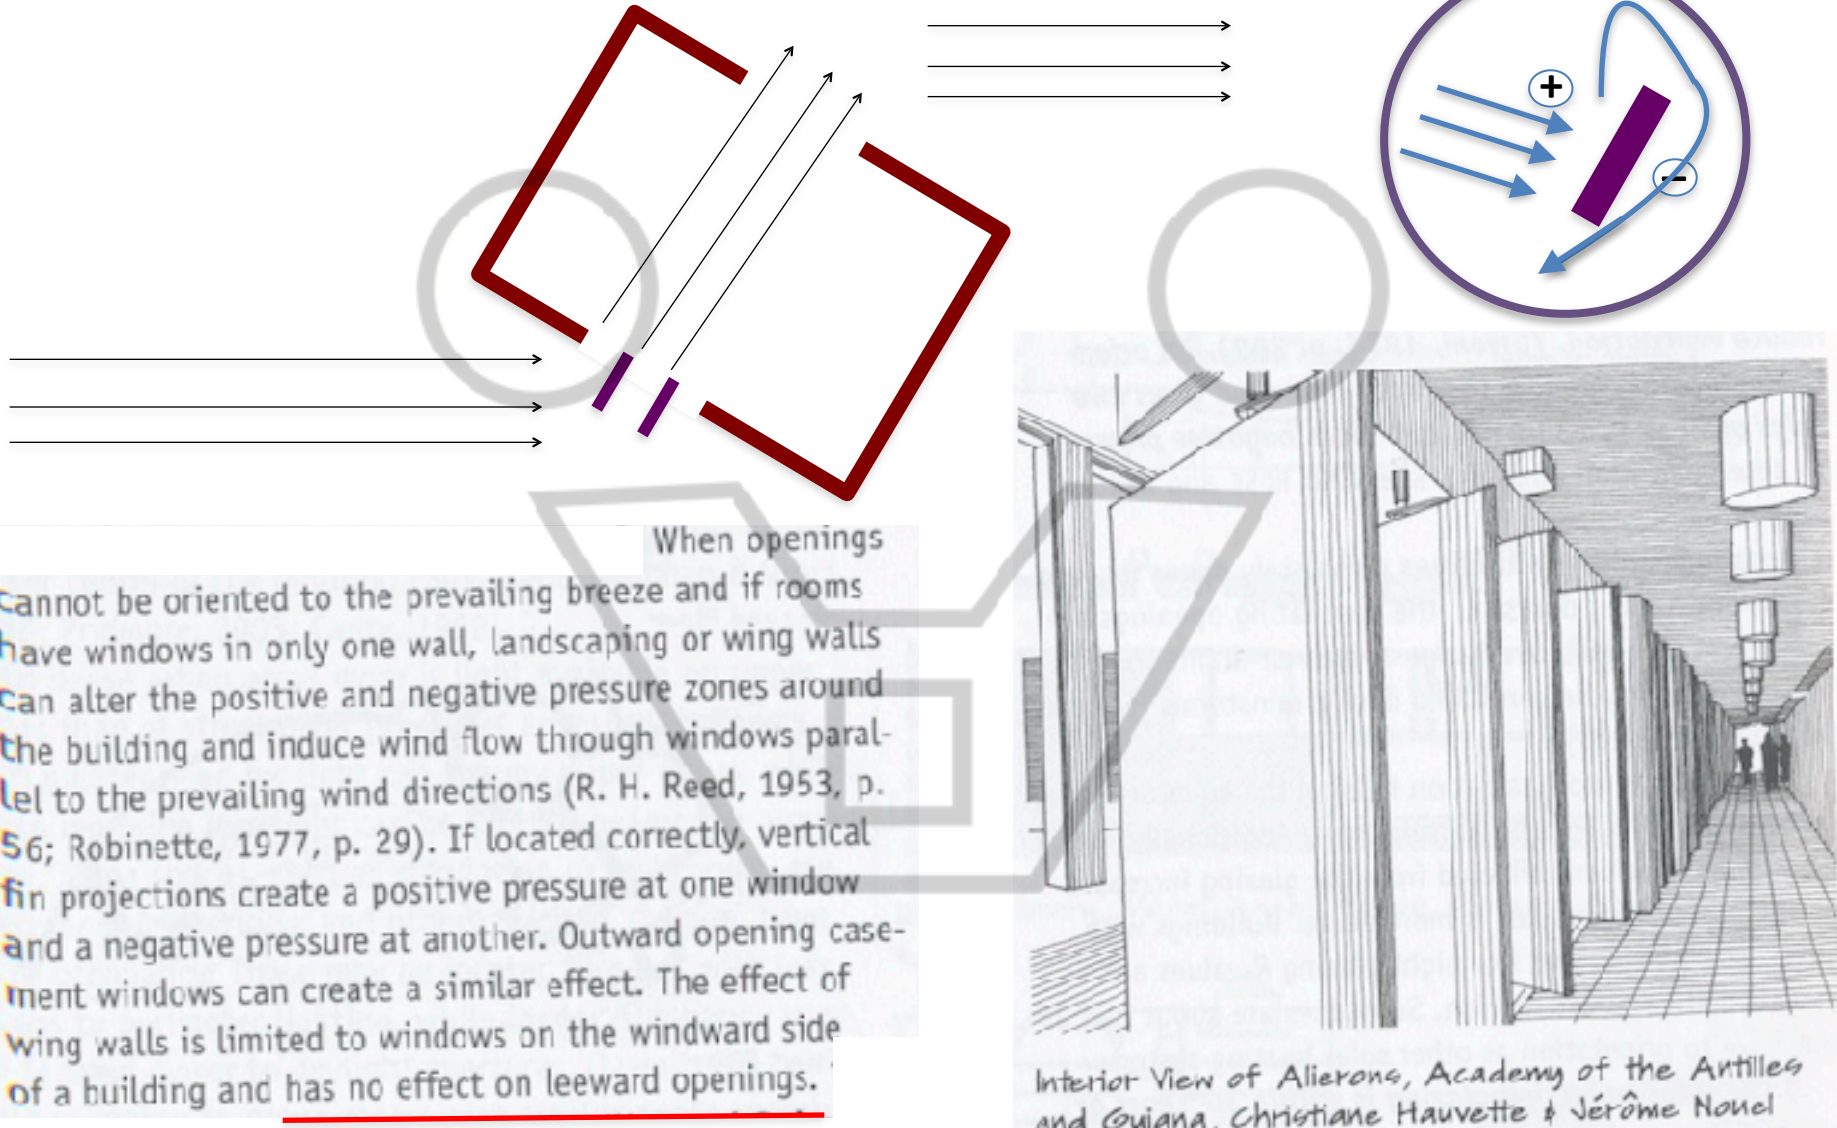 +
−
When openings
cannot be oriented to the prevailing breeze and if rooms
have windows in only one wall, landscaping or wing walls
can alter the positive and negative pressure zones around
the building and induce wind flow through windows paral-
lel to the prevailing wind directions (R. H. Reed, 1953, p.
56; Robinette, 1977, p. 29). If located correctly, vertical
fin projections create a positive pressure at one window
and a negative pressure at another. Outward opening case-
ment windows can create a similar effect. The effect of
wing walls is limited to windows on the windward side
of a building and has no effect on leeward openings.
Interior View of Alierons, Academy of the Antilles
and Guiana, Christiane Hauvette & Jérôme Nouel